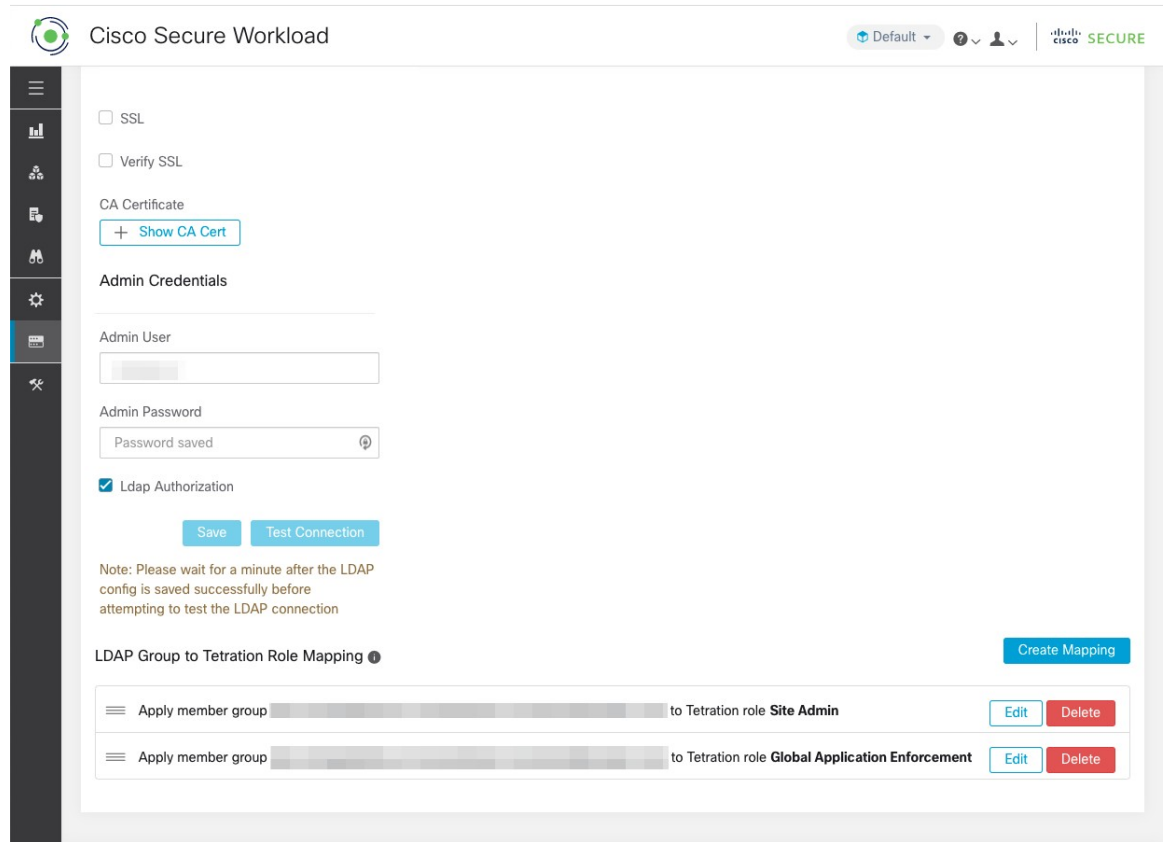 Cisco Secure Workload
Default
cisco SECURE
SSL
Verify SSL
CA Certificate
+ Show CA Cert
Admin Credentials
Admin User
Admin Password
Password saved
Ldap Authorization
Save Test Connection
Note: Please wait for a minute after the LDAP
config is saved successfully before
attempting to test the LDAP connection
LDAP Group to Tetration Role Mapping
Create Mapping
Apply member group to Tetration role Site Admin Edit Delete
Apply member group to Tetration role Global Application Enforcement Edit Delete